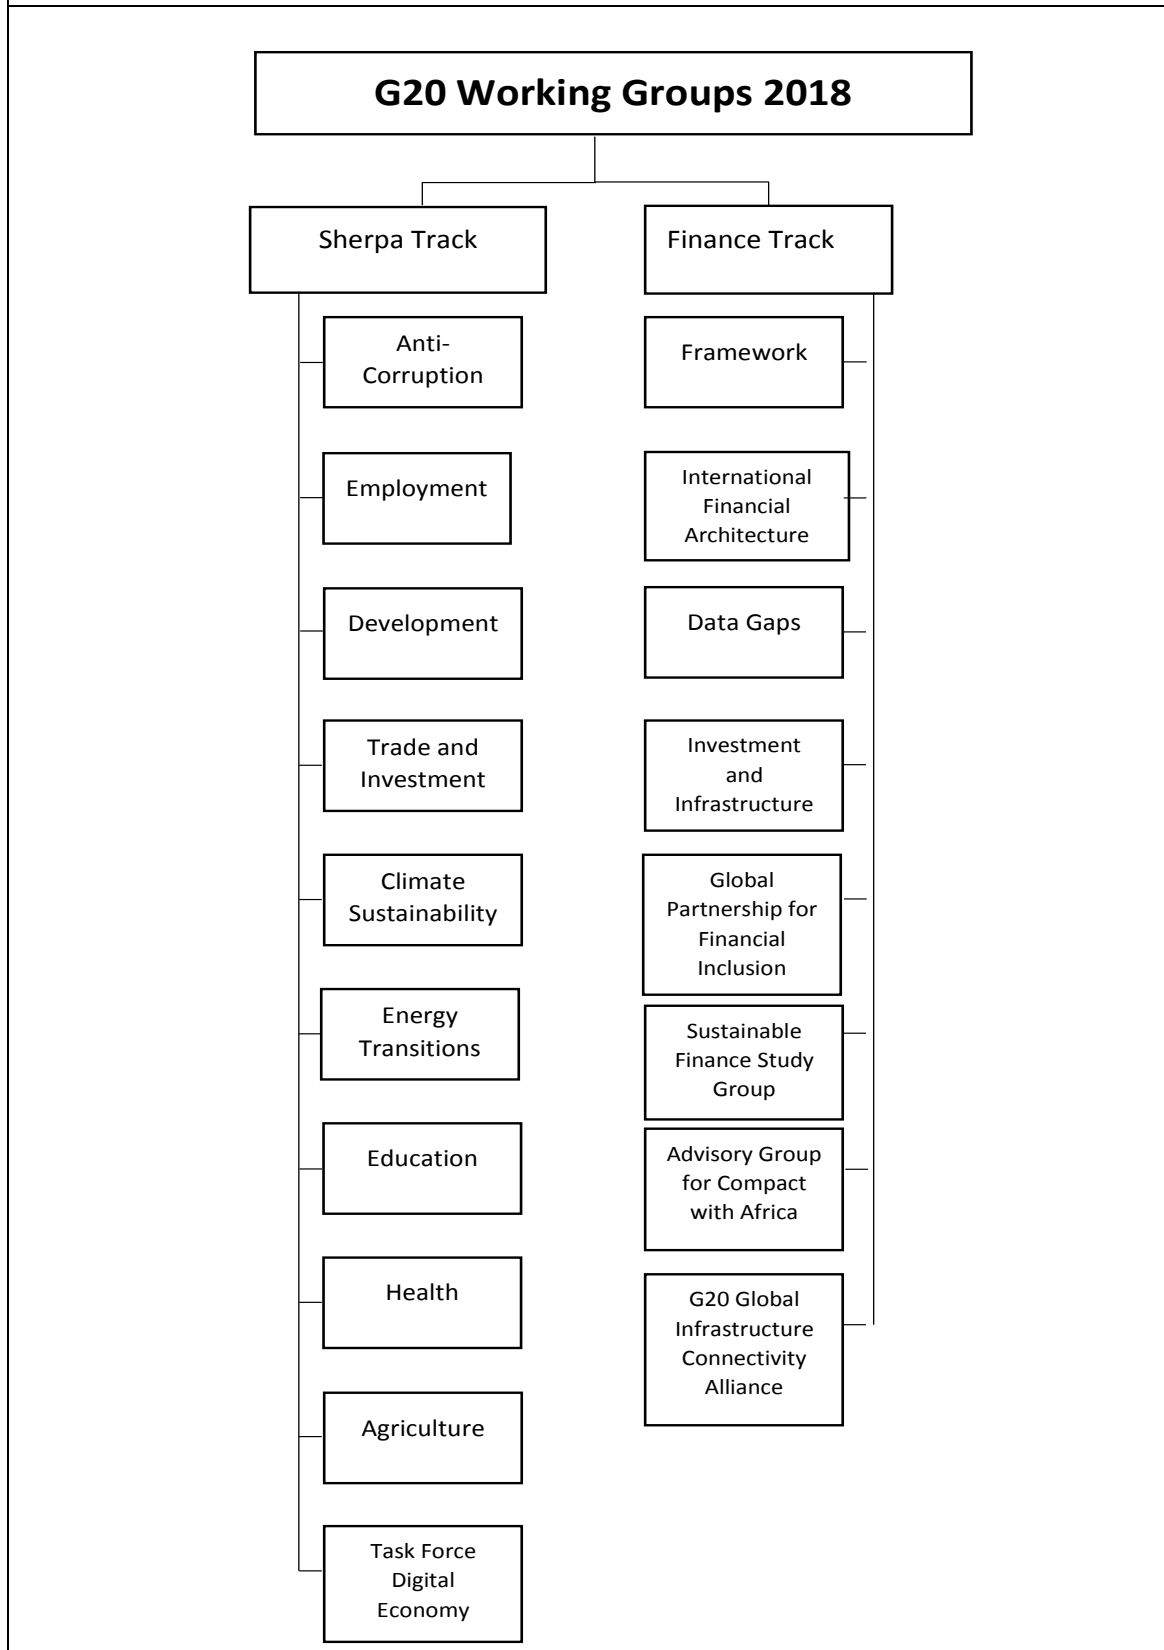 G20 Working Groups 2018
Sherpa Track
Anti-
Corruption
Employment
Development
Trade and
Investment
Climate
Sustainability
Energy
Transitions
Education
Health
Agriculture
Task Force
Digital
Economy
Finance Track
Framework
International
Financial
Architecture
Data Gaps
Investment
and
Infrastructure
Global
Partnership for
Financial
Inclusion
Sustainable
Finance Study
Group
Advisory Group
for Compact
with Africa
G20 Global
Infrastructure
Connectivity
Alliance